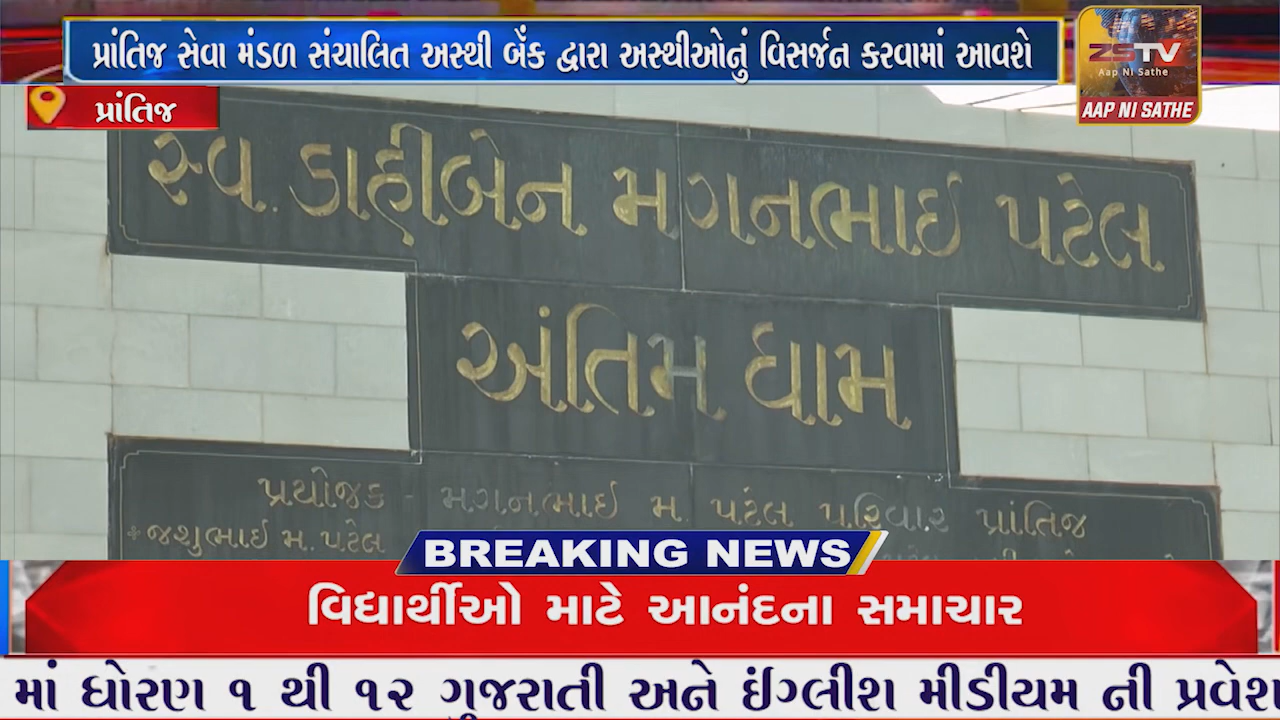 પ્રાંતિજ સેવા મંડળ સંચાલિત અસ્થી બેંક દ્વારા અસ્થીઓનું વિસર્જન કરવામાં આવશે
ZSTV
Aap Ni Sathe
AAP NI SATHE
પ્રાંતિજ
સ્વ. ડાહીબેન મગનભાઈ પટેલ
અંતિમ ધામ
પ્રયોજક - મગનભાઈ મ. પટેલ પરિવાર પ્રાંતિજ
જશુભાઈ મ. પટેલ
BREAKING NEWS
વિદ્યાર્થીઓ માટે આનંદના સમાચાર
માં ધોરણ ૧ થી ૧૨ ગુજરાતી અને ઈંગ્લીશ મીડીયમ ની પ્રવેશ